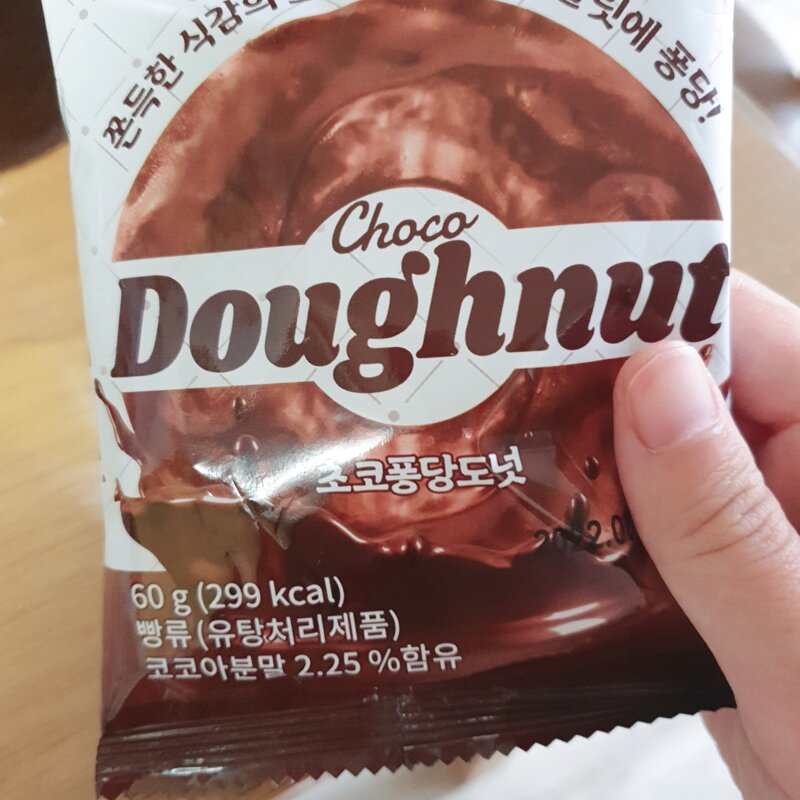 쫀득한 식감의
퐁당!
Choco
Doughnut
초코퐁당도넛
60 g (299 kcal)
빵류(유탕처리제품)
코코아분말 2.25 %함유